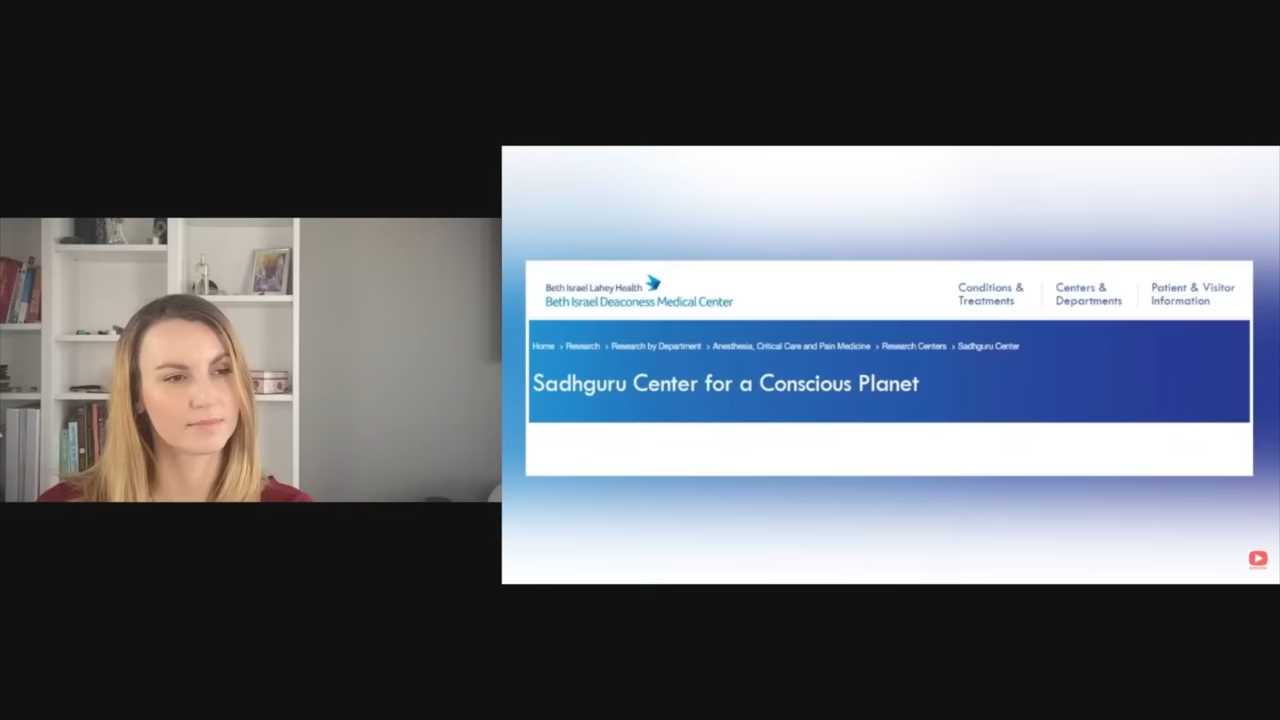 Beth Israel Lahey Health
Beth Israel Deaconess Medical Center
Conditions &
Treatments
Centers &
Departments
Patient & Visitor
Information
Home › Research › Research by Department › Anesthesia, Critical Care and Pain Medicine › Research Centers › Sadhguru Center
Sadhguru Center for a Conscious Planet